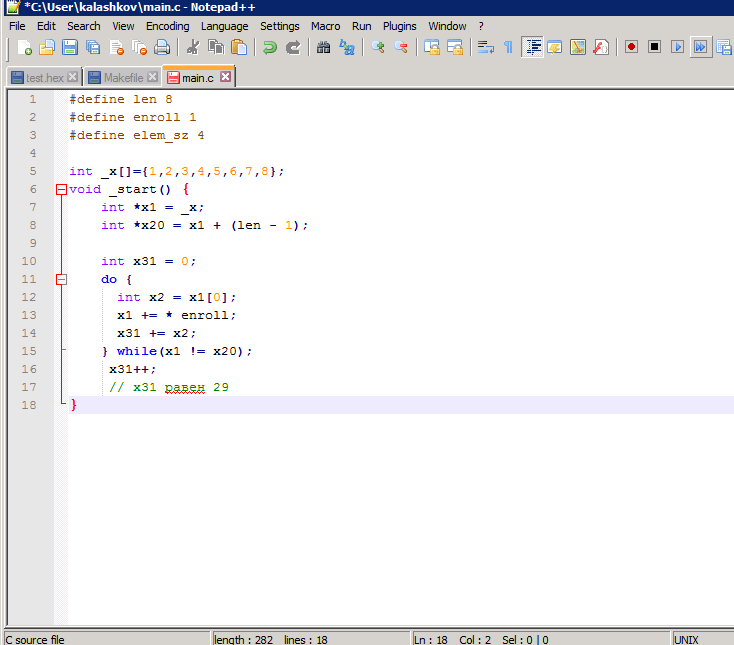 *C:\User\kalashkov\main.c - Notepad++
File Edit Search View Encoding Language Settings Macro Run Plugins Window ?
test.hex Makefile main.c
1 #define len 8
2 #define enroll 1
3 #define elem_sz 4
4
5 int _x[]={1,2,3,4,5,6,7,8};
6 void _start() {
7 int *x1 = _x;
8 int *x20 = x1 + (len - 1);
9
10 int x31 = 0;
11 do {
12 int x2 = x1[0];
13 x1 += * enroll;
14 x31 += x2;
15 } while(x1 != x20);
16 x31++;
17 // x31 равен 29
18 }
C source file length : 282 lines : 18 Ln : 18 Col : 2 Sel : 0 | 0 UNIX